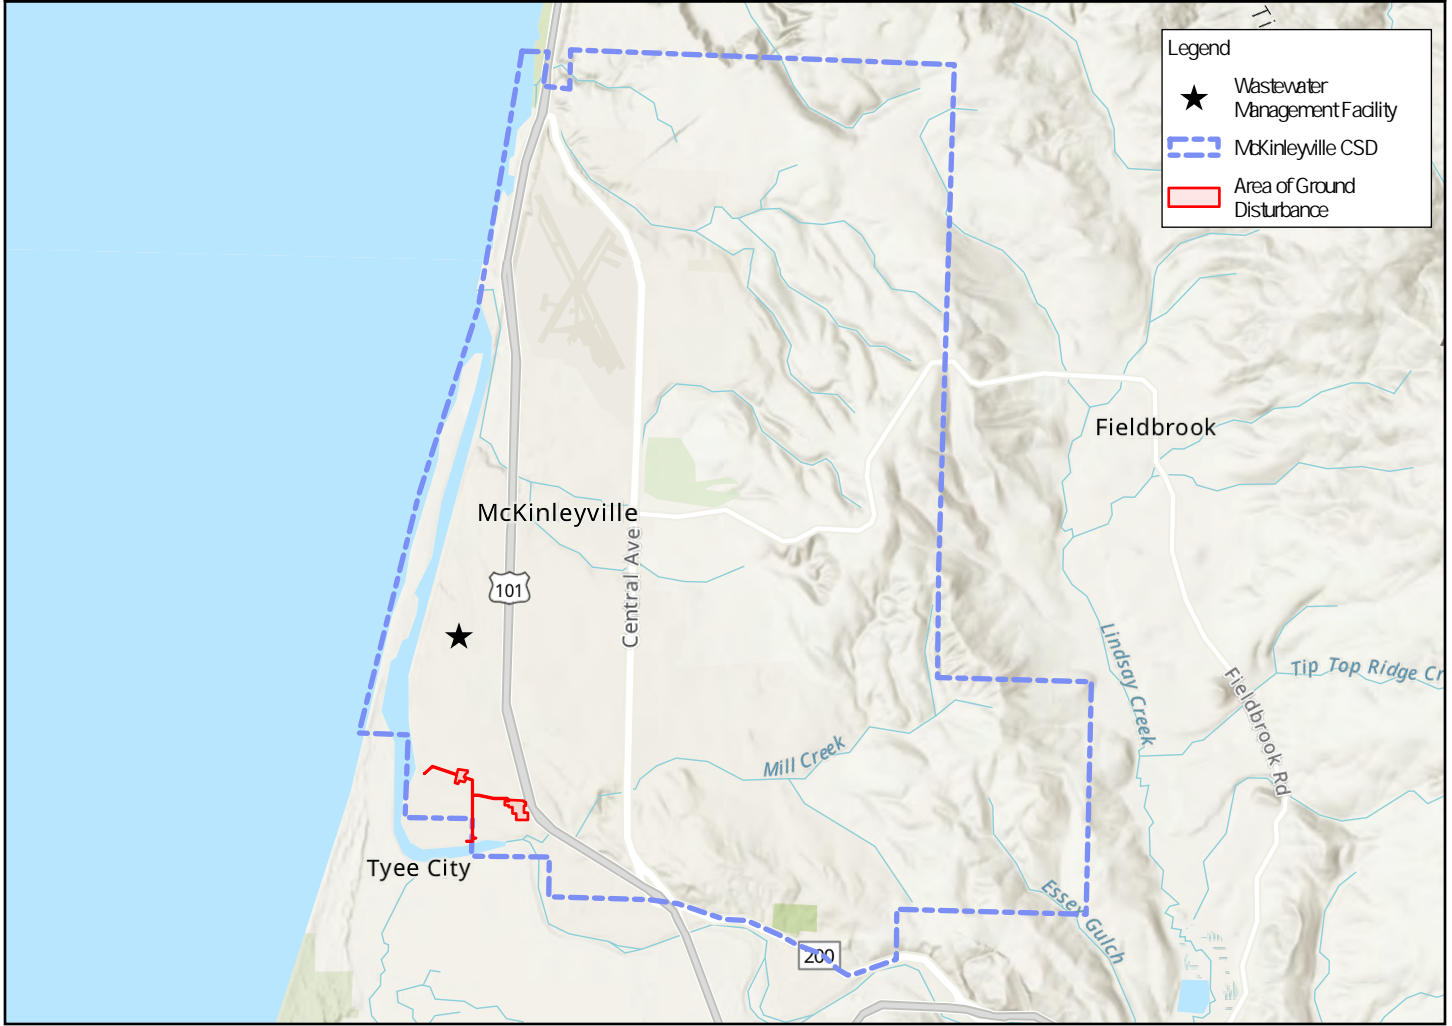 Ti
Legend
Wastewater
Management Facility
McKinleyville CSD
Area of Ground
Disturbance
Fieldbrook
McKinleyville
Central Ave
101
Lindsay Creek
Tip Top Ridge Cr
Fieldbrook Rd
Mill Creek
Tyee City
Essex Gulch
200